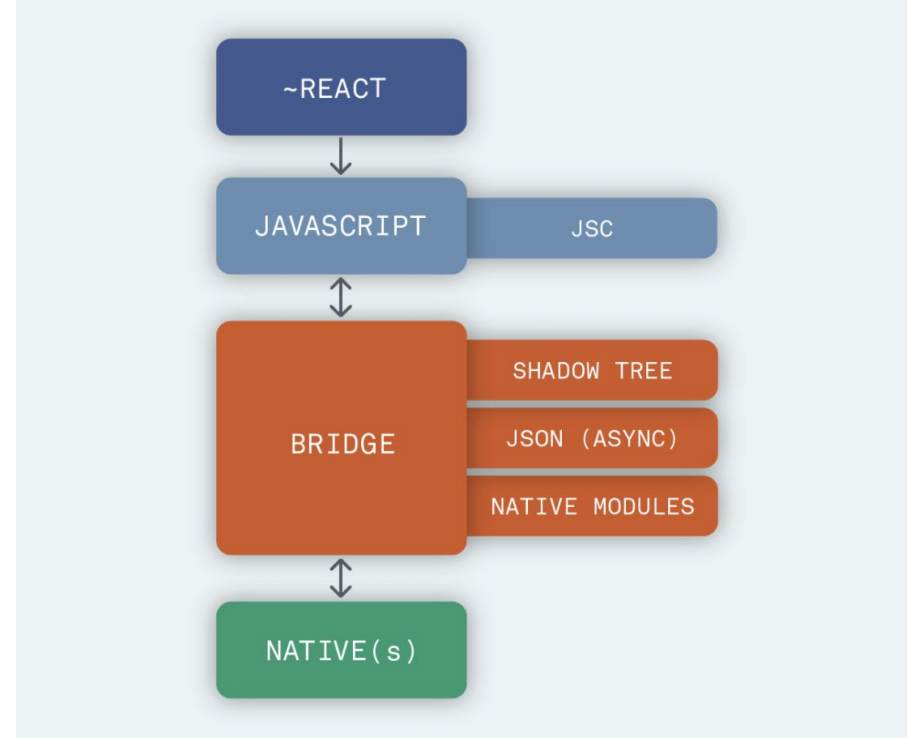 ~REACT
JAVASCRIPT
JSC
BRIDGE
SHADOW TREE
JSON (ASYNC)
NATIVE MODULES
NATIVE(s)